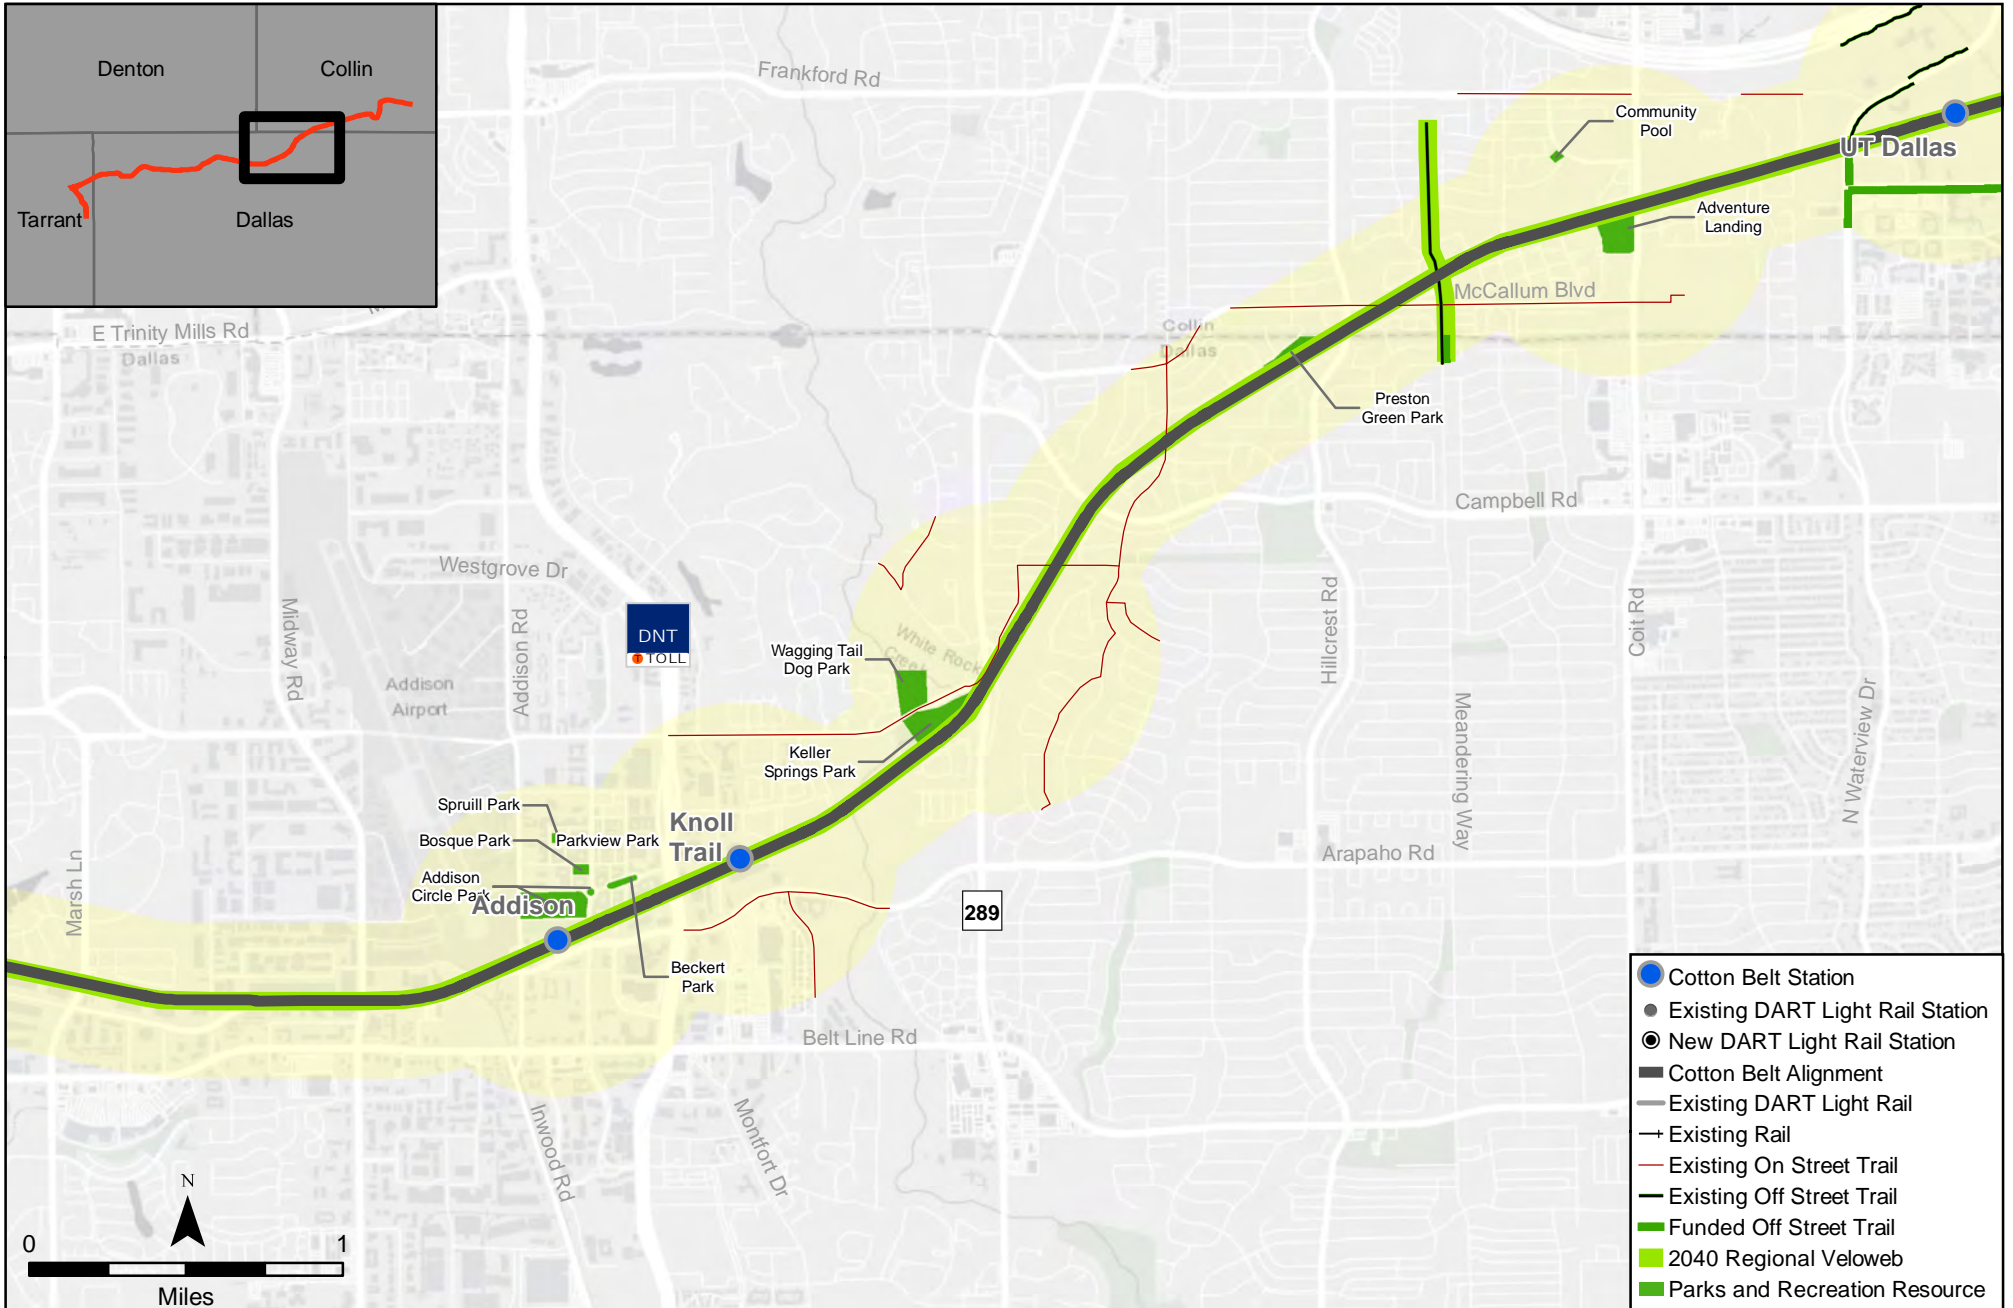 Denton
Collin
Tarrant
Dallas
Frankford Rd
Community
Pool
UT Dallas
Adventure
Landing
McCallum Blvd
E Trinity Mills Rd
Dallas
Collin
Dallas
Preston
Green Park
Campbell Rd
Westgrove Dr
Midway Rd
Addison Rd
DNT
T TOLL
Addison
Airport
Wagging Tail
Dog Park
White Rock
Creek
Hillcrest Rd
Coit Rd
Meandering Way
N Waterview Dr
Keller
Springs Park
Spruill Park
Bosque Park
Parkview Park
Knoll
Trail
Addison
Circle Park
Addison
Arapaho Rd
Marsh Ln
289
Beckert
Park
Belt Line Rd
Inwood Rd
Montfort Dr
N
0
1
Miles
Cotton Belt Station
Existing DART Light Rail Station
New DART Light Rail Station
Cotton Belt Alignment
Existing DART Light Rail
Existing Rail
Existing On Street Trail
Existing Off Street Trail
Funded Off Street Trail
2040 Regional Veloweb
Parks and Recreation Resource